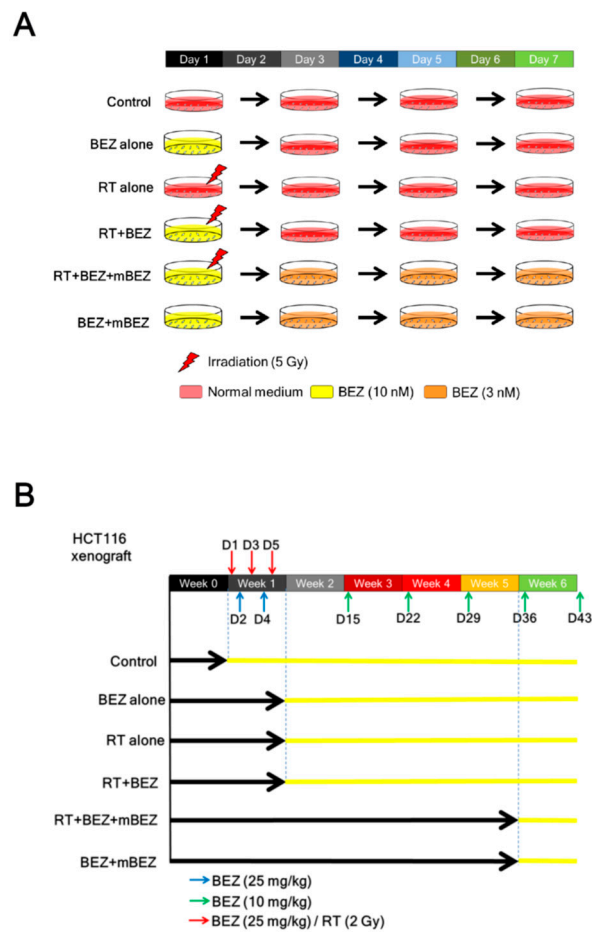 A
Day 1 Day 2 Day 3 Day 4 Day 5 Day 6 Day 7
Control
BEZ alone
RT alone
RT+BEZ
RT+BEZ+mBEZ
BEZ+mBEZ
Irradiation (5 Gy)
Normal medium BEZ (10 nM) BEZ (3 nM)
B
HCT116
xenograft
D1 D3 D5
Week 0 Week 1 Week 2 Week 3 Week 4 Week 5 Week 6
D2 D4 D15 D22 D29 D36 D43
Control
BEZ alone
RT alone
RT+BEZ
RT+BEZ+mBEZ
BEZ+mBEZ
BEZ (25 mg/kg)
BEZ (10 mg/kg)
BEZ (25 mg/kg) / RT (2 Gy)